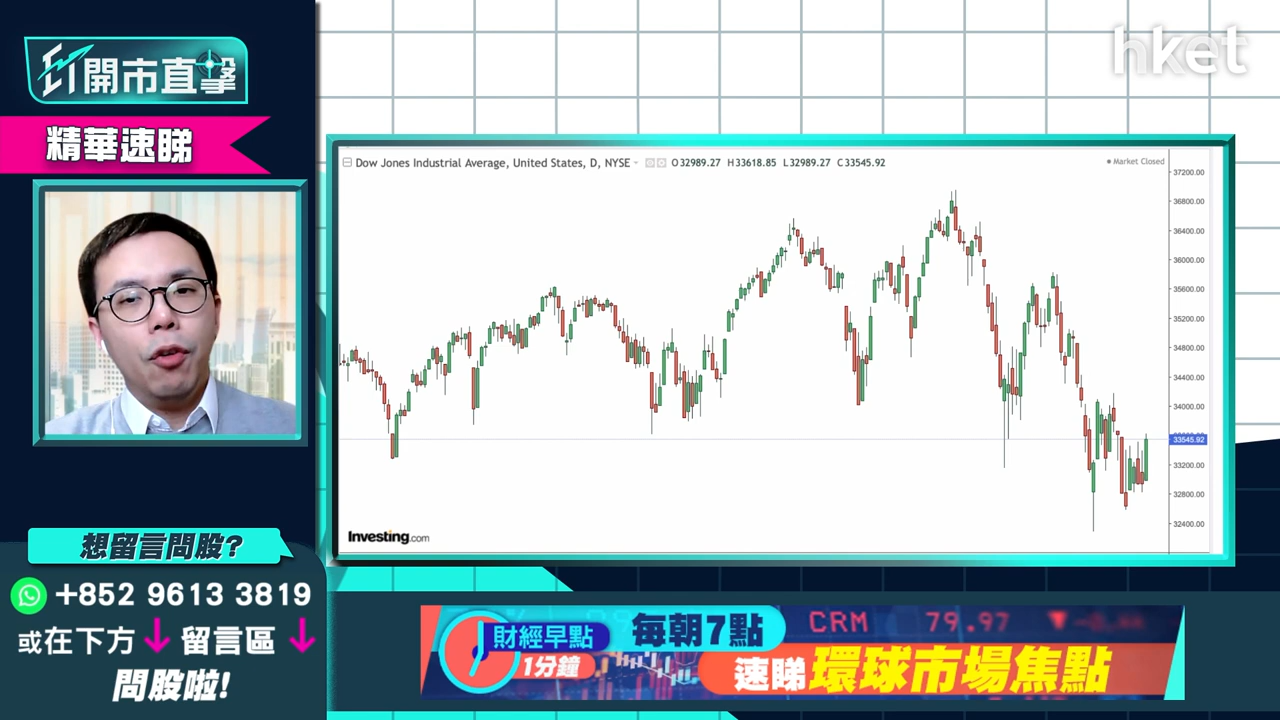 hket
ET開市直擊
精華速睇
Dow Jones Industrial Average, United States, D, NYSE O32989.27 H33618.85 L32989.27 C33545.92
Market Closed
37200.00
36800.00
36400.00
36000.00
35600.00
35200.00
34800.00
34400.00
34000.00
33545.92
33200.00
32800.00
32400.00
Investing.com
想留言問股?
+852 9613 3819
或在下方 留言區
問股啦!
財經早點
1分鐘
每朝7點
速睇環球市場焦點
CRM 79.97